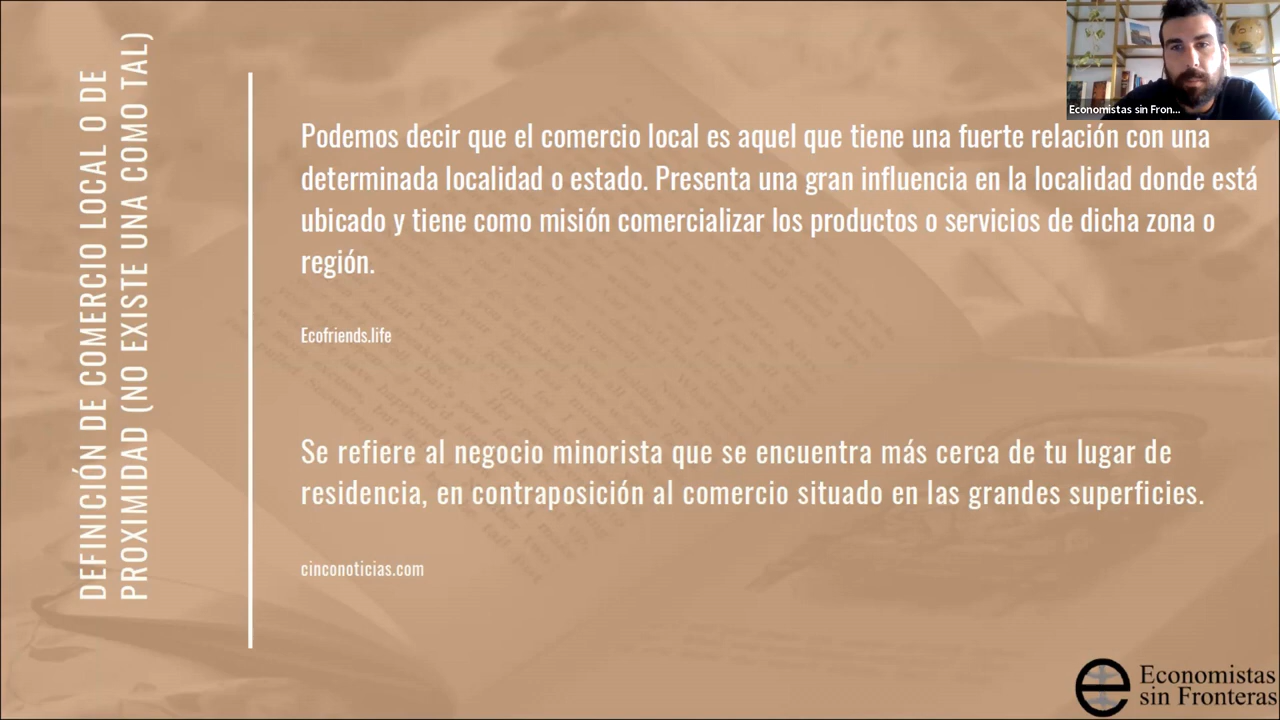 DEFINICIÓN DE COMERCIO LOCAL O DE
PROXIMIDAD (NO EXISTE UNA COMO TAL)
Podemos decir que el comercio local es aquel que tiene una fuerte relación con una
determinada localidad o estado. Presenta una gran influencia en la localidad donde está
ubicado y tiene como misión comercializar los productos o servicios de dicha zona o
región.
Ecofriends.life
Se refiere al negocio minorista que se encuentra más cerca de tu lugar de
residencia, en contraposición al comercio situado en las grandes superficies.
cinconoticias.com
Economistas sin Fron...
Economistas
sin Fronteras